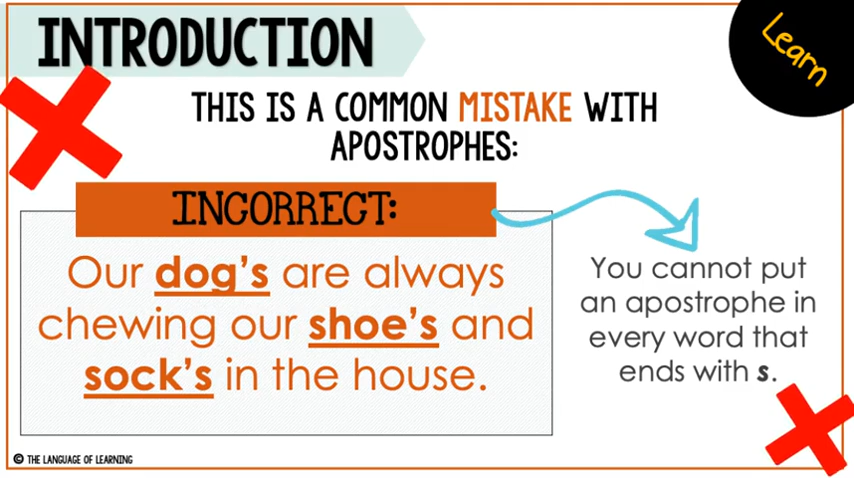 INTRODUCTION
Learn
THIS IS A COMMON MISTAKE WITH
APOSTROPHES:
INCORRECT:
Our dog’s are always
chewing our shoe’s and
sock’s in the house.
You cannot put
an apostrophe in
every word that
ends with s.
© THE LANGUAGE OF LEARNING